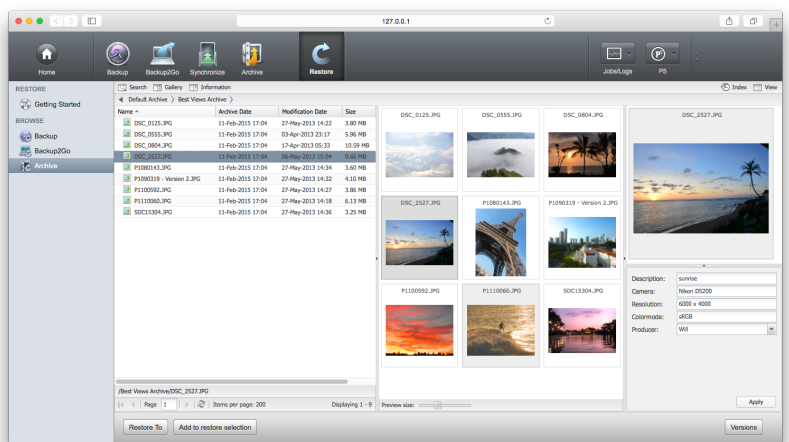 127.0.0.1
Home
Backup
Backup2Go
Synchronize
Archive
Restore
Jobs/Logs
P5
RESTORE
Getting Started
BROWSE
Backup
Backup2Go
Archive
Search Gallery Information
Index View
Default Archive Best Views Archive
Name Archive Date Modification Date Size
DSC_0125.JPG 11-Feb-2015 17:04 27-May-2013 14:22 3.80 MB
DSC_0555.JPG 11-Feb-2015 17:04 03-Apr-2013 23:17 5.96 MB
DSC_0804.JPG 11-Feb-2015 17:04 17-Apr-2013 05:33 10.59 MB
DSC_2527.JPG 11-Feb-2015 17:04 06-May-2013 15:04 9.66 MB
P1080143.JPG 11-Feb-2015 17:04 27-May-2013 14:34 3.60 MB
P1090319 - Version 2.JPG 11-Feb-2015 17:04 27-May-2013 14:32 4.10 MB
P1100592.JPG 11-Feb-2015 17:04 27-May-2013 14:27 3.86 MB
P1110060.JPG 11-Feb-2015 17:04 27-May-2013 14:18 6.13 MB
SDC15304.JPG 11-Feb-2015 17:04 27-May-2013 14:36 3.25 MB
/Best Views Archive/DSC_2527.JPG
Page 1 Items per page: 200 Displaying 1 - 9
DSC_0125.JPG DSC_0555.JPG DSC_0804.JPG
DSC_2527.JPG P1080143.JPG P1090319 - Version 2.JPG
P1100592.JPG P1110060.JPG SDC15304.JPG
Preview size:
DSC_2527.JPG
Description: sunrise
Camera: Nikon D5200
Resolution: 6000 x 4000
Colormode: sRGB
Producer: Will
Apply
Restore To Add to restore selection Versions